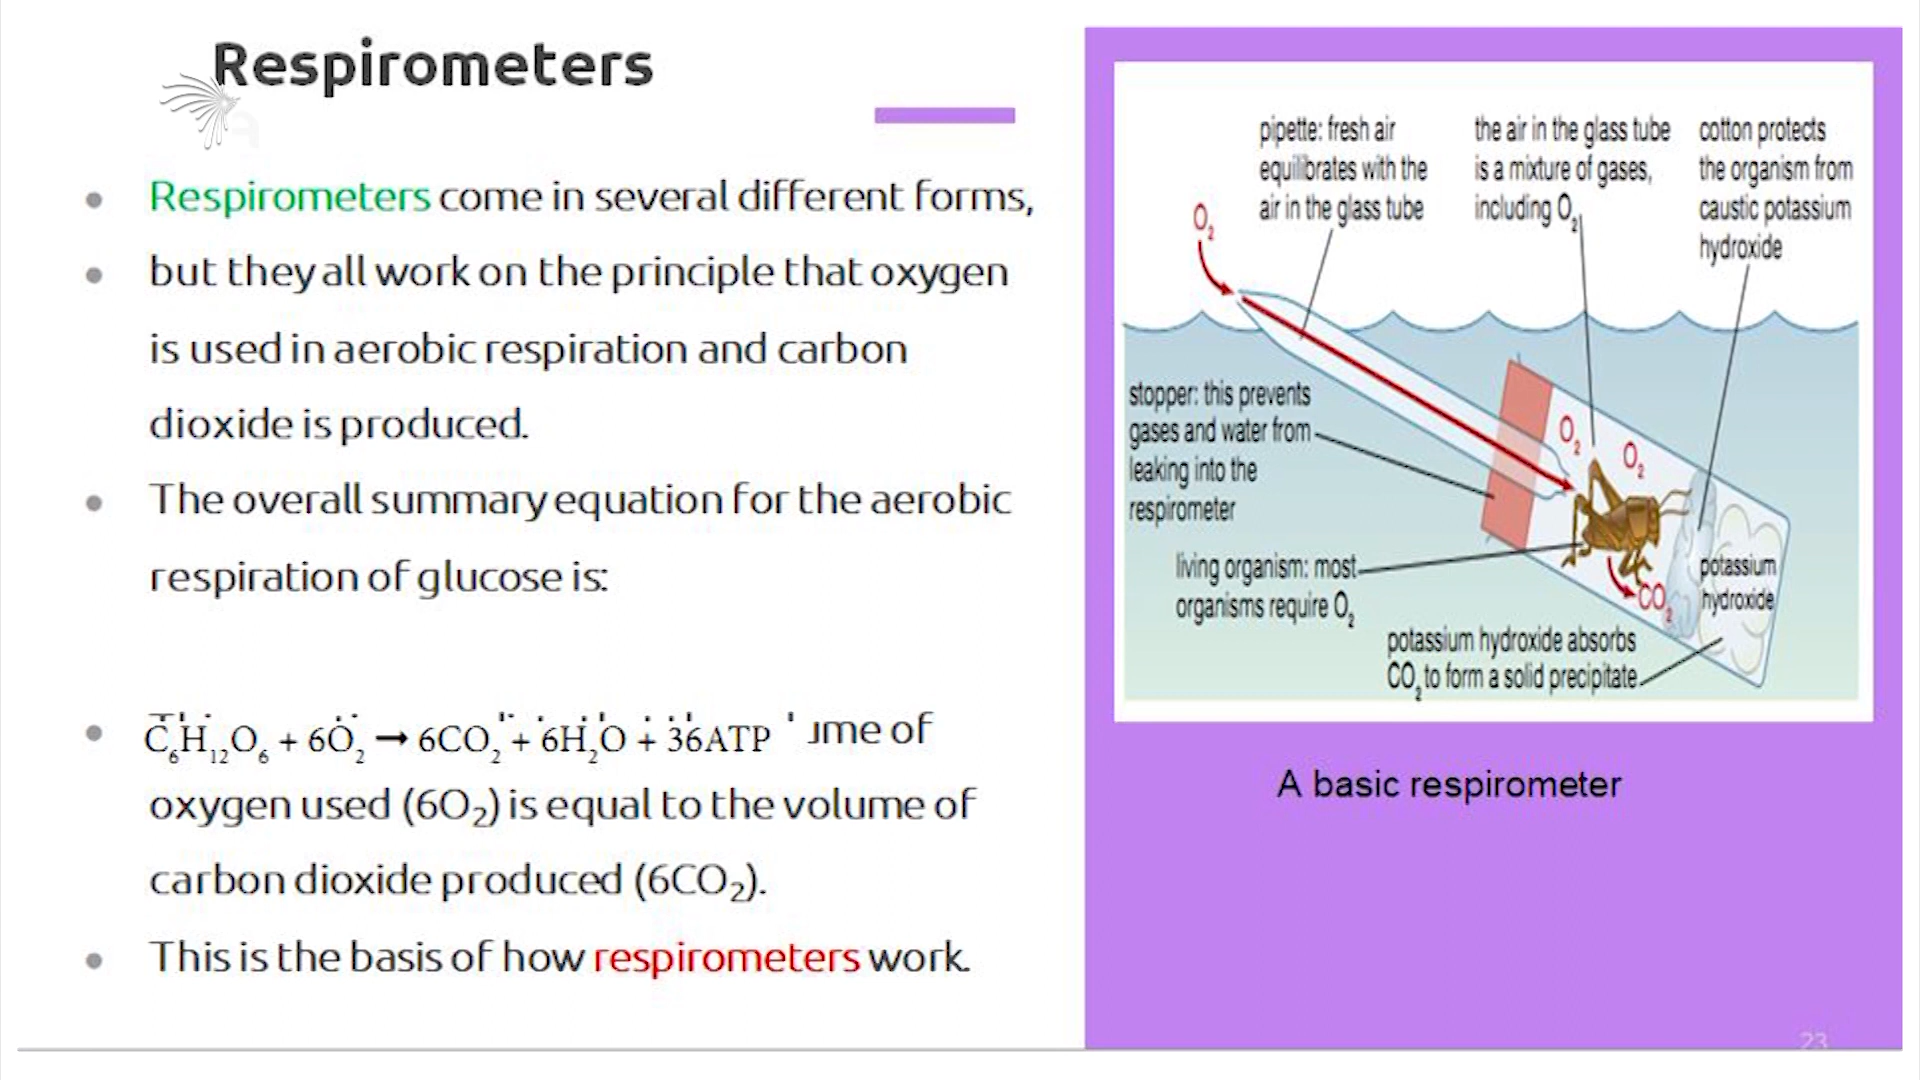 Respirometers
Respirometers come in several different forms,
but they all work on the principle that oxygen
is used in aerobic respiration and carbon
dioxide is produced.
The overall summary equation for the aerobic
respiration of glucose is:
C₆H₁₂O₆ + 6O₂ → 6CO₂ + 6H₂O + 36ATP
of
oxygen used (6O₂) is equal to the volume of
carbon dioxide produced (6CO₂).
This is the basis of how respirometers work.
pipette: fresh air
equilibrates with the
air in the glass tube
the air in the glass tube
is a mixture of gases,
including O₂
cotton protects
the organism from
caustic potassium
hydroxide
O₂
stopper: this prevents
gases and water from
leaking into the
respirometer
O₂
O₂
living organism: most
organisms require O₂
CO₂
potassium
hydroxide
potassium hydroxide absorbs
CO₂ to form a solid precipitate
A basic respirometer
23